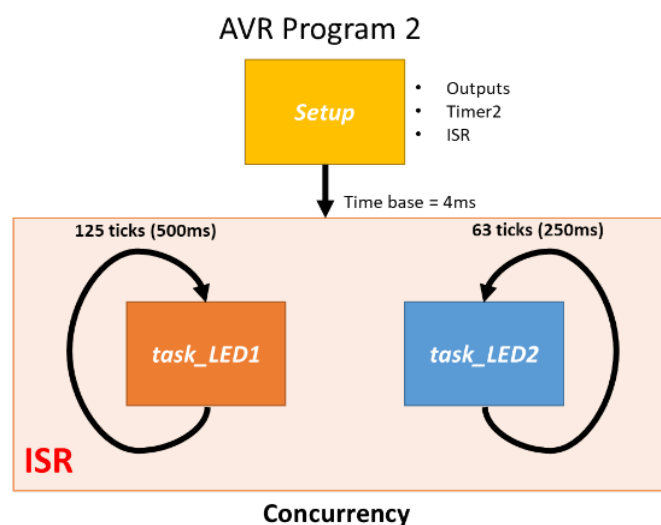 AVR Program 2
Setup
• Outputs
• Timer2
• ISR
Time base = 4ms
125 ticks (500ms)
63 ticks (250ms)
task_LED1
task_LED2
ISR
Concurrency